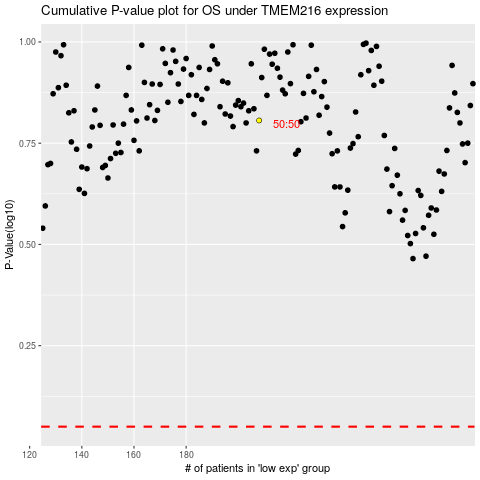 Cumulative P-value plot for OS under TMEM216 expression
P-Value(log10)
1.00
0.75
0.50
0.25
50:50
120 140 160 180
# of patients in 'low exp' group